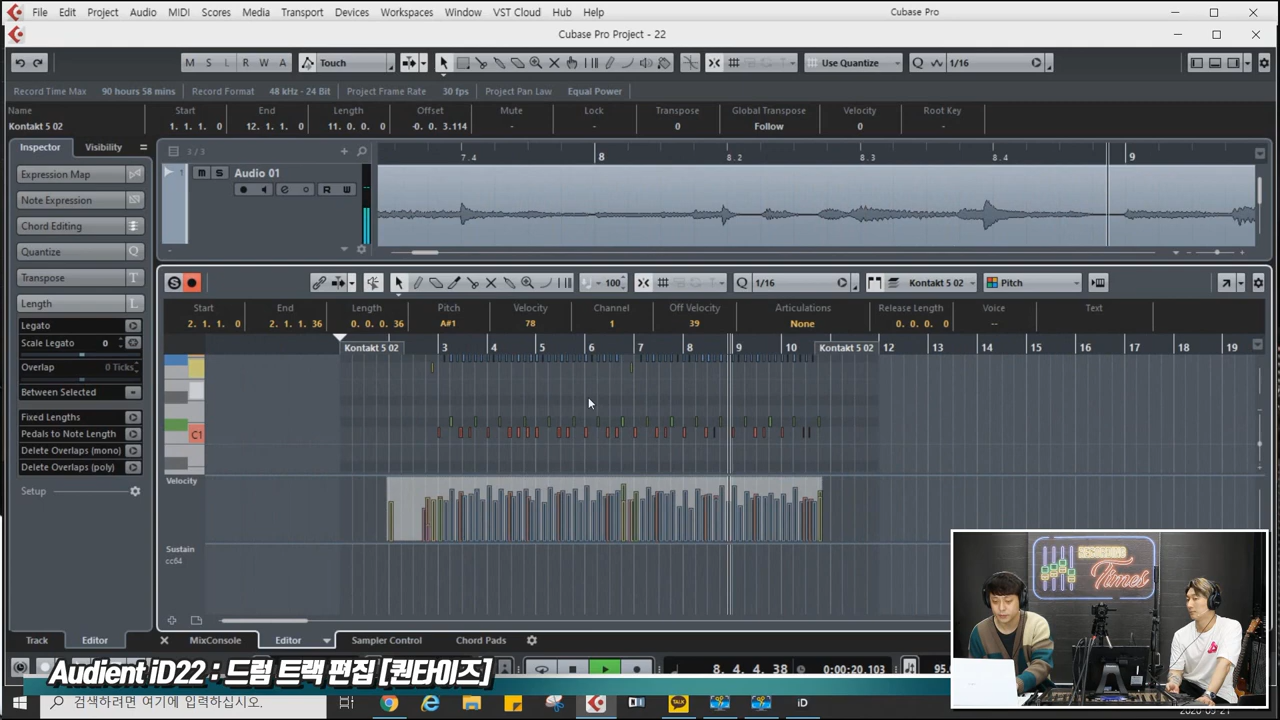 File Edit Project Audio MIDI Scores Media Transport Devices Workspaces Window VST Cloud Hub Help Cubase Pro
Cubase Pro Project - 22
M S L R W A Touch Use Quantize Q 1/16
Record Time Max 90 hours 58 mins Record Format 48 kHz - 24 Bit Project Frame Rate 30 fps Project Pan Law Equal Power
Name Start End Length Offset Mute Lock Transpose Global Transpose Velocity Root Key
Kontakt 5 02 1. 1. 1. 0 12. 1. 1. 0 11. 0. 0. 0 -0. 0. 3.114 - - 0 Follow 0 -
Inspector Visibility
3 / 3 + 7.4 8 8.2 8.3 8.4 9
Expression Map
1 m S Audio 01
R W
Note Expression
Chord Editing
Quantize Q
Transpose T
Length L
S 100 Q 1/16 Kontakt 5 02 Pitch
Start End Length Pitch Velocity Channel Off Velocity Articulations Release Length Voice Text
2. 1. 1. 0 2. 1. 1. 36 0. 0. 0. 36 A#1 78 1 39 None 0. 0. 0. 0 --
Legato
Scale Legato 0
Overlap 0 Ticks
Between Selected
Fixed Lengths
Pedals to Note Length
Delete Overlaps (mono)
Delete Overlaps (poly)
Setup
Kontakt 5 02 3 4 5 6 7 8 9 10 Kontakt 5 02 12 13 14 15 16 17 18 19
C1
Velocity
Sustain
cc64
Times
Track Editor MixConsole Editor Sampler Control Chord Pads
8. 4. 4. 38 0:00:20.103
Audient iD22 : 드럼 트랙 편집 [퀀타이즈]
검색하려면 여기에 입력하십시오.
TALK
iD